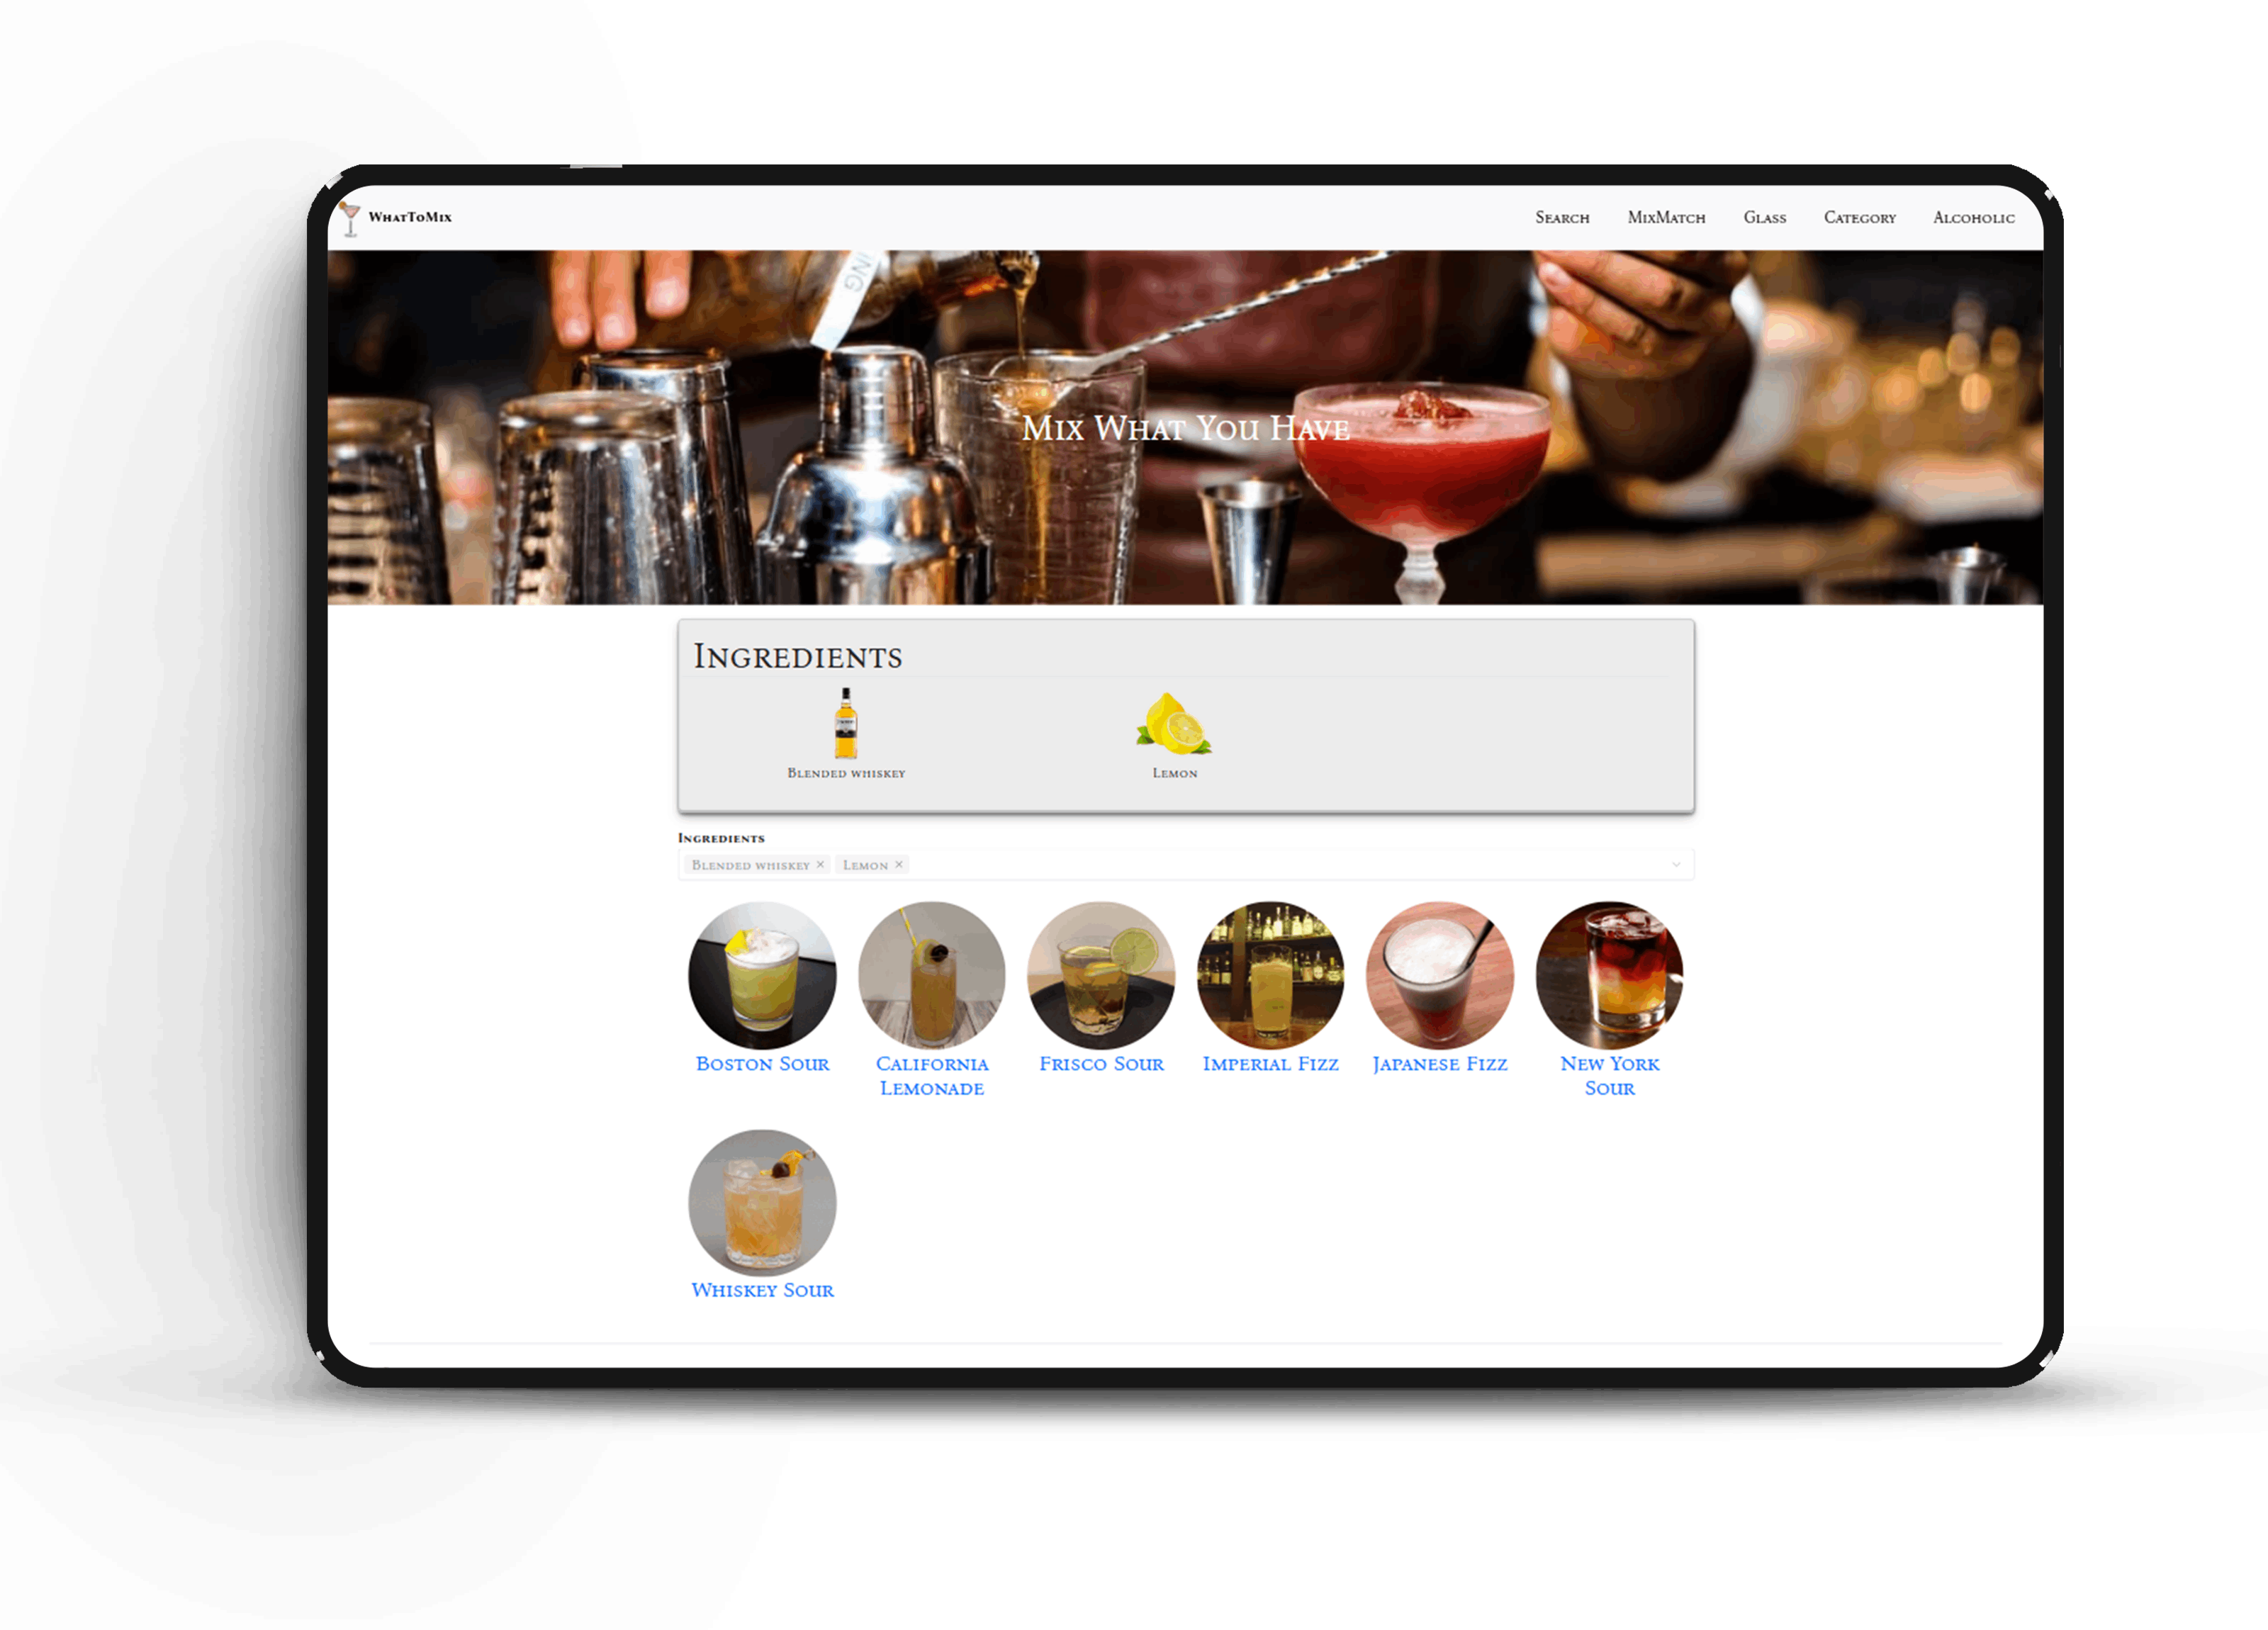 WhatToMix
Search MixMatch Glass Category Alcoholic
ING
Mix What You Have
Ingredients
Blended whiskey Lemon
Ingredients
Blended whiskey × Lemon ×
Boston Sour
California
Lemonade
Frisco Sour
Imperial Fizz
Japanese Fizz
New York
Sour
Whiskey Sour